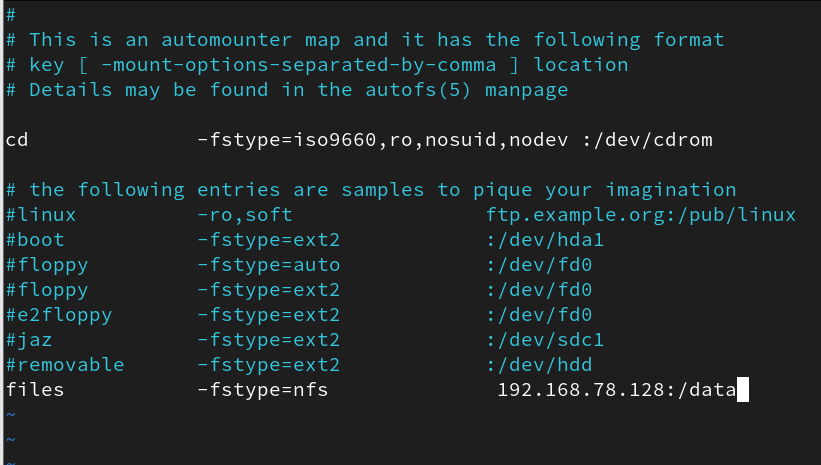 #
# This is an automounter map and it has the following format
# key [ -mount-options-separated-by-comma ] location
# Details may be found in the autofs(5) manpage

cd              -fstype=iso9660,ro,nosuid,nodev :/dev/cdrom

# the following entries are samples to pique your imagination
#linux          -ro,soft                ftp.example.org:/pub/linux
#boot           -fstype=ext2            :/dev/hda1
#floppy         -fstype=auto            :/dev/fd0
#floppy         -fstype=ext2            :/dev/fd0
#e2floppy       -fstype=ext2            :/dev/fd0
#jaz            -fstype=ext2            :/dev/sdc1
#removable      -fstype=ext2            :/dev/hdd
files           -fstype=nfs              192.168.78.128:/data
~
~
~